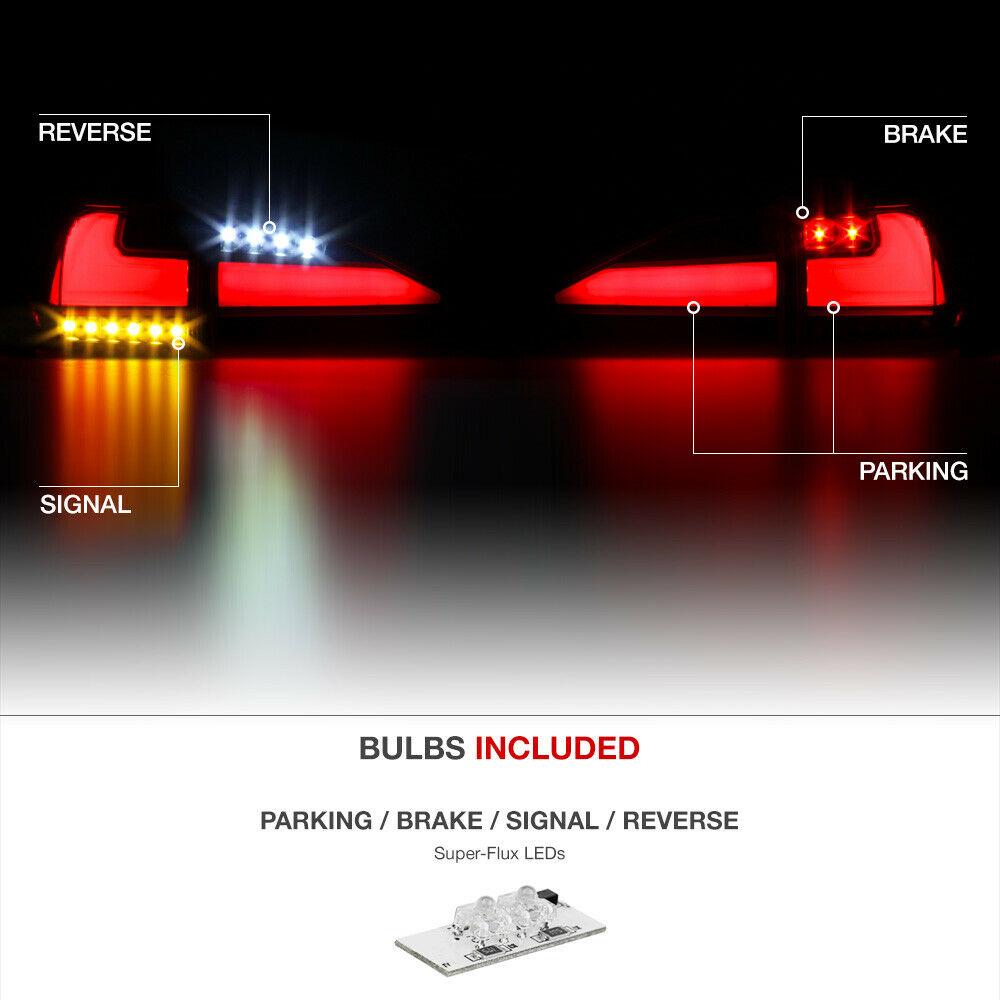 REVERSE
BRAKE
SIGNAL
PARKING
BULBS INCLUDED
PARKING / BRAKE / SIGNAL / REVERSE
Super-Flux LEDs